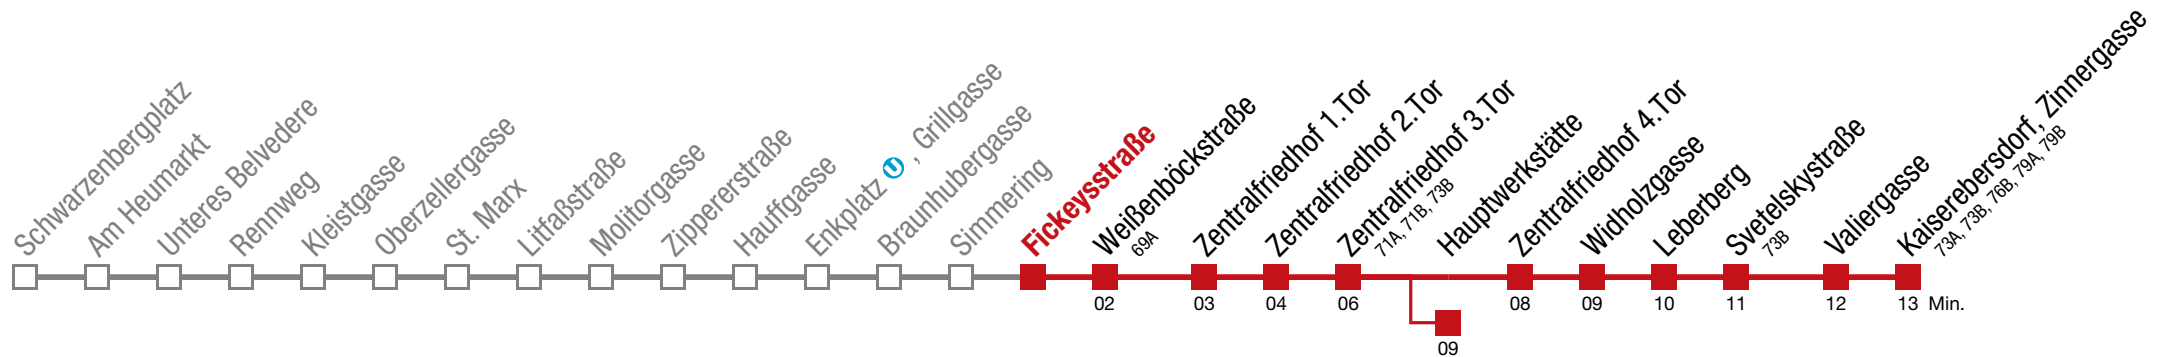 Schwarzenbergplatz
Am Heumarkt
Unteres Belvedere
Rennweg
Kleistgasse
Oberzellergasse
St. Marx
Litfaßstraße
Molitorgasse
Zippererstraße
Hauffgasse
Enkplatz U , Grillgasse
Braunhubergasse
Simmering
Fickeysstraße
Weißenböckstraße
69A
Zentralfriedhof 1.Tor
Zentralfriedhof 2.Tor
Zentralfriedhof 3.Tor
71A, 71B, 73B
Hauptwerkstätte
Zentralfriedhof 4.Tor
Widholzgasse
Leberberg
Svetelskystraße
73B
Valiergasse
Kaiserebersdorf, Zinnergasse
73A, 73B, 76B, 79A, 79B
02 03 04 06 08 09 10 11 12 13 Min.
09